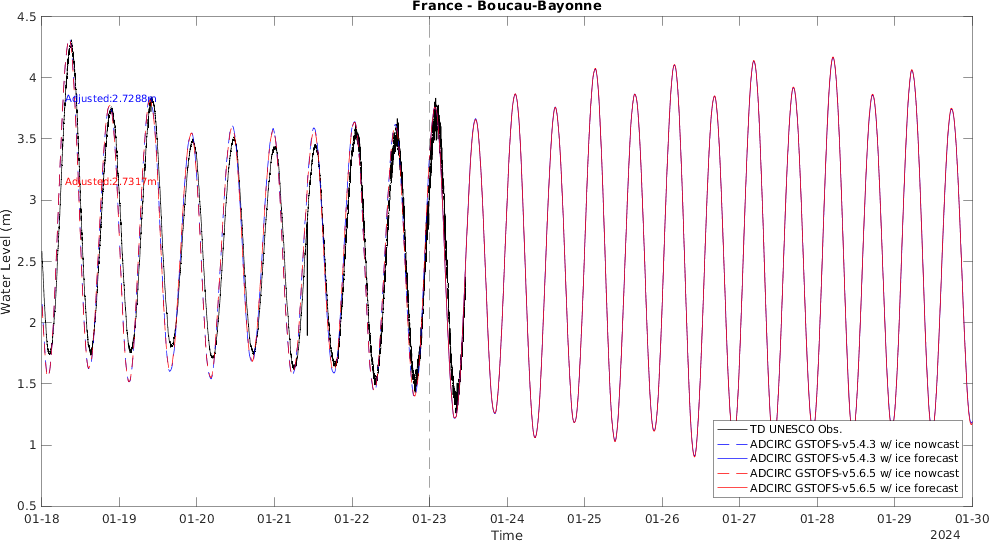 France - Boucau-Bayonne
4.5
4
3.5
3
2.5
2
1.5
1
0.5
Water Level (m)
Adjusted:2.7288m
Adjusted:2.7317m
TD UNESCO Obs.
ADCIRC GSTOFS-v5.4.3 w/ ice nowcast
ADCIRC GSTOFS-v5.4.3 w/ ice forecast
ADCIRC GSTOFS-v5.6.5 w/ ice nowcast
ADCIRC GSTOFS-v5.6.5 w/ ice forecast
01-18 01-19 01-20 01-21 01-22 01-23 01-24 01-25 01-26 01-27 01-28 01-29 01-30
Time
2024